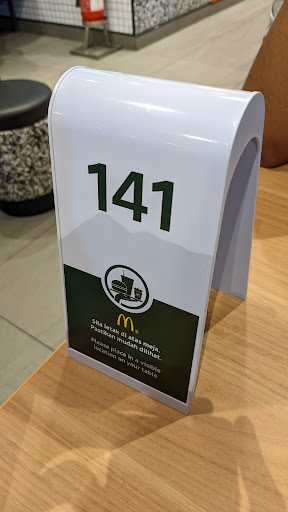 141
Sila letak di atas meja.
Pastikan mudah dilihat.
Please place in a visible
location on your table